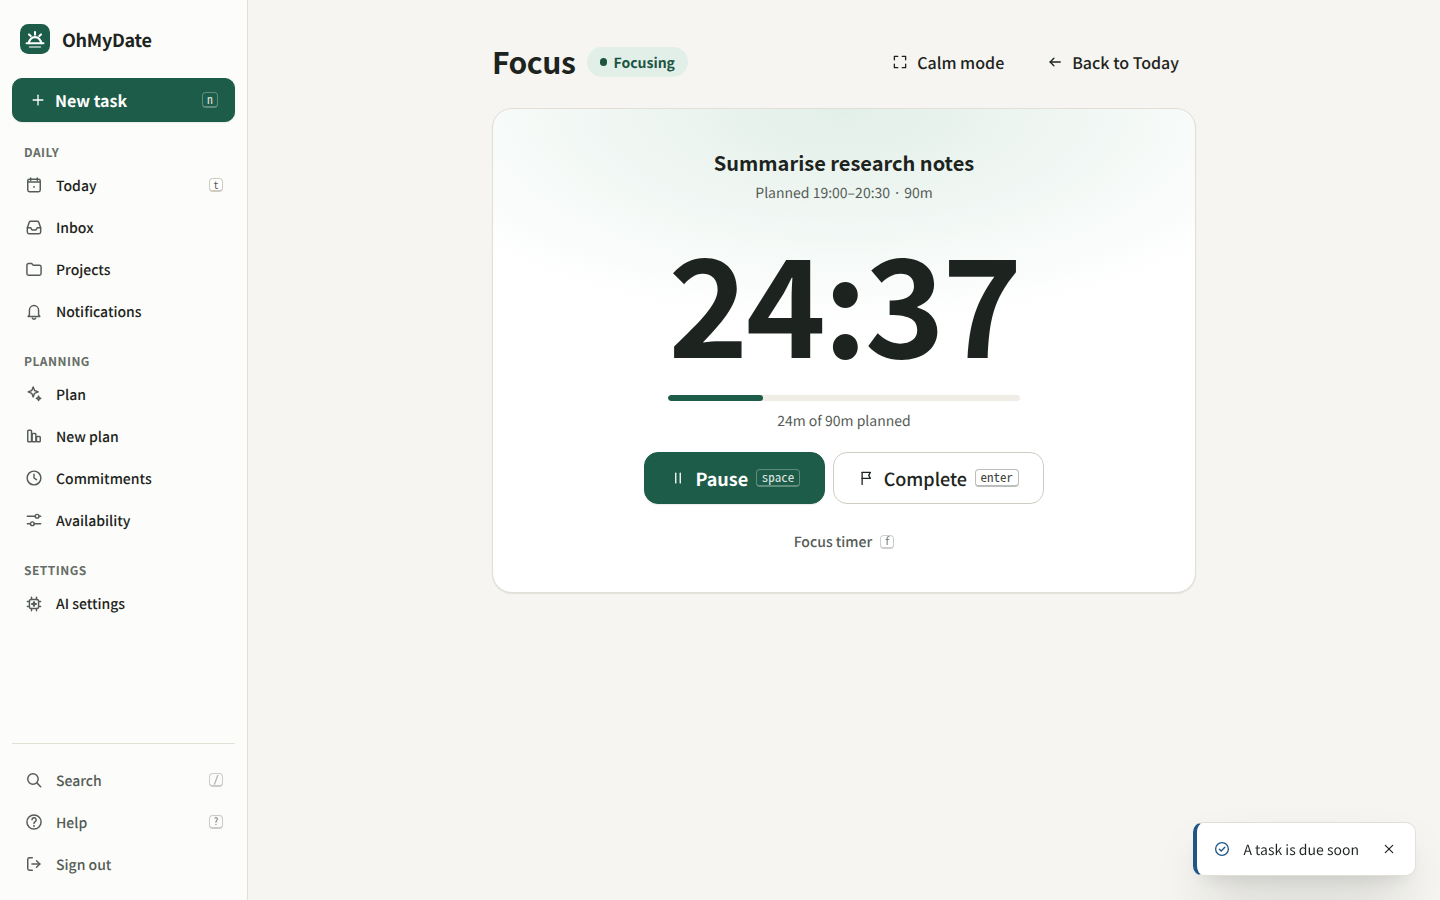 OhMyDate
New task n
DAILY
Today t
Inbox
Projects
Notifications
PLANNING
Plan
New plan
Commitments
Availability
SETTINGS
AI settings
Search /
Help ?
Sign out
Focus Focusing Calm mode Back to Today
Summarise research notes
Planned 19:00–20:30 · 90m
24:37
24m of 90m planned
Pause space Complete enter
Focus timer f
A task is due soon